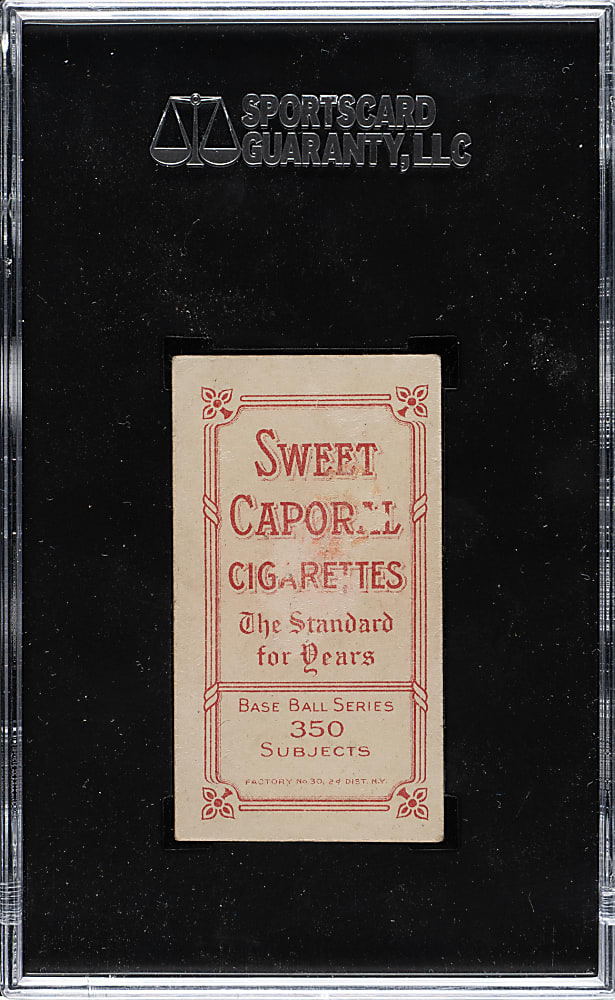 SPORTSCARD
GUARANTY, LLC
SWEET
CIGARETTES
The Standard
for Years
BASE BALL SERIES
350
SUBJECTS
FACTORY No. 30, 2d DIST. N.Y.